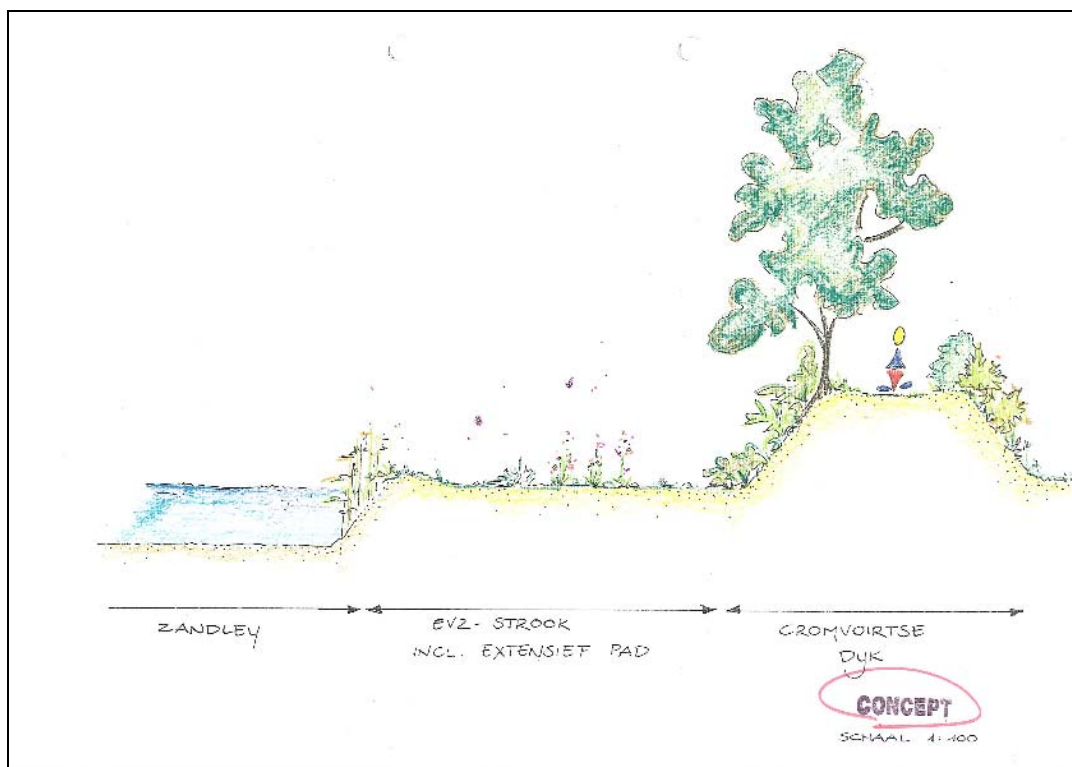 ZANDLEY
EVZ- STROOK
INCL. EXTENSIEF PAD
CROMVOIRTSE
DYK
CONCEPT
SCHAAL 1:100